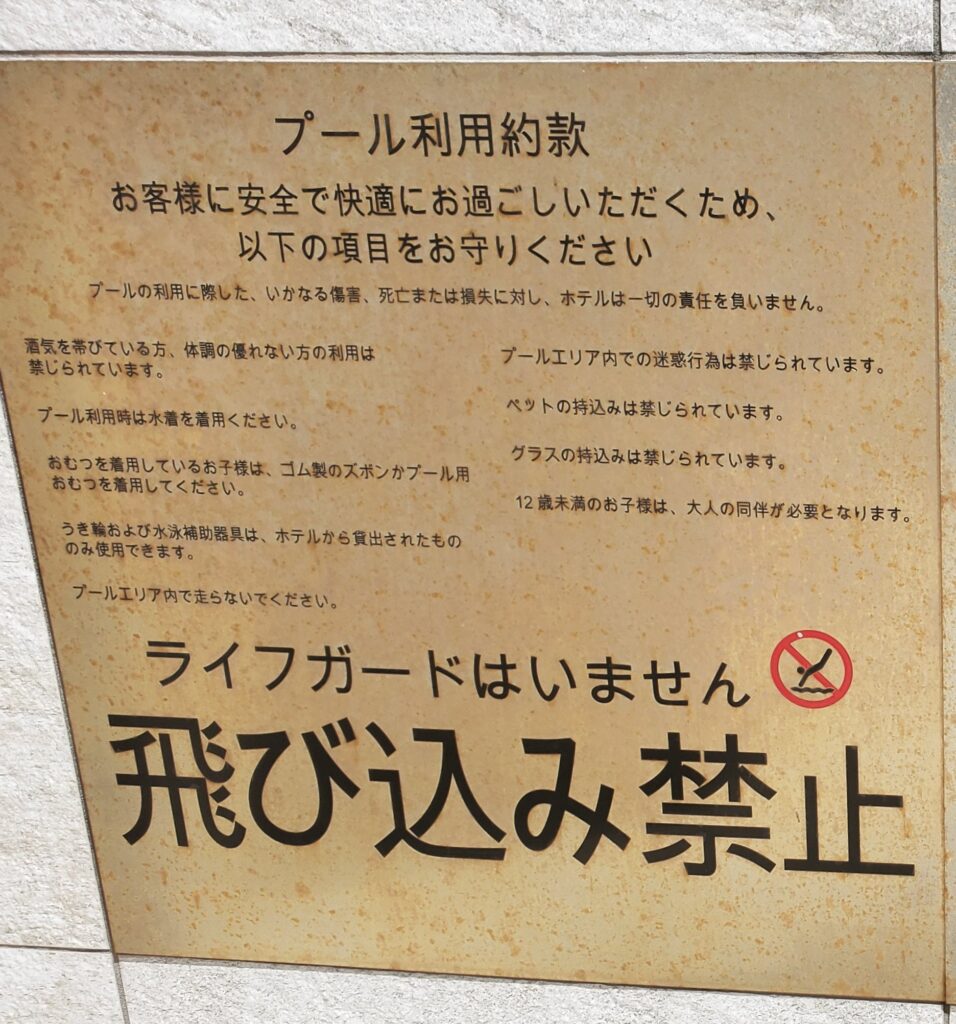 プール利用約款
お客様に安全で快適にお過ごしいただくため、
以下の項目をお守りください
プールの利用に際した、いかなる傷害、死亡または損失に対し、ホテルは一切の責任を負いません。
酒気を帯びている方、体調の優れない方の利用は
禁じられています。
プール利用時は水着を着用ください。
おむつを着用しているお子様は、ゴム製のズボンかプール用
おむつを着用してください。
うき輪および水泳補助器具は、ホテルから貸出されたもの
のみ使用できます。
プールエリア内で走らないでください。
プールエリア内での迷惑行為は禁じられています。
ペットの持込みは禁じられています。
グラスの持込みは禁じられています。
12 歳未満のお子様は、大人の同伴が必要となります。
ライフガードはいません
飛び込み禁止